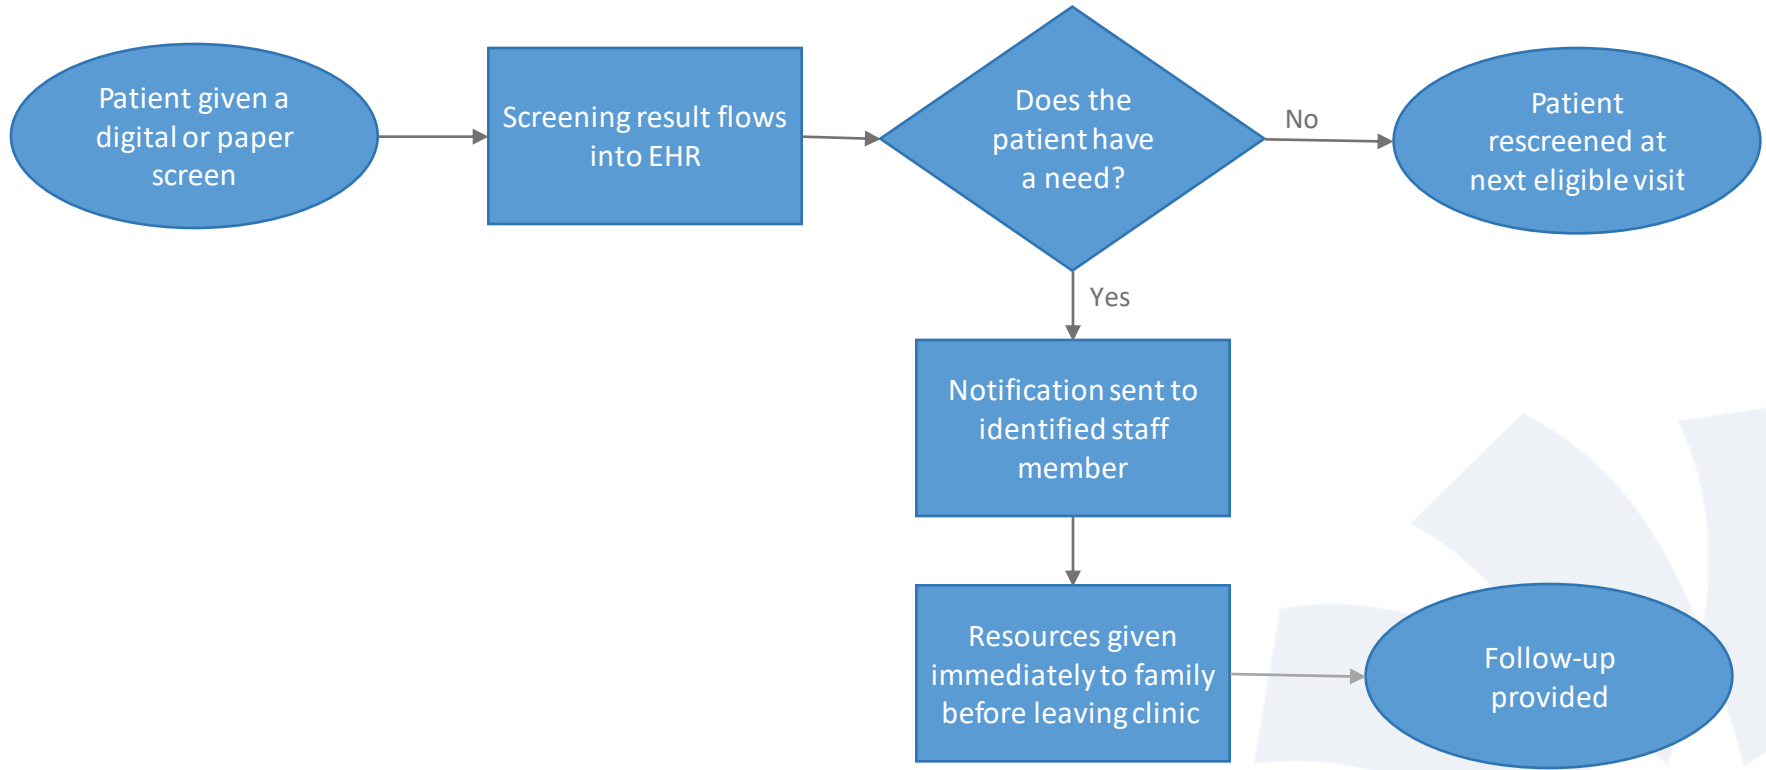 Patient given a
digital or paper
screen
Screening result flows
into EHR
Does the
patient have
a need?
No
Patient
rescreened at
next eligible visit
Yes
Notification sent to
identified staff
member
Resources given
immediately to family
before leaving clinic
Follow-up
provided